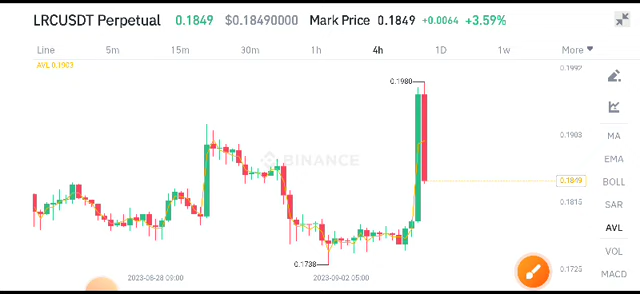 LRCUSDT Perpetual 0.1849 $0.18490000 Mark Price 0.1849 +0.0064 +3.59%
Line 5m 15m 30m 1h 4h 1D 1w More
AVL 0.1903
0.1992
0.1980
0.1903
BINANCE
0.1849
0.1815
0.1738
0.1725
2023-08-28 09:00 2023-09-02 05:00
MA
EMA
BOLL
SAR
AVL
VOL
MACD